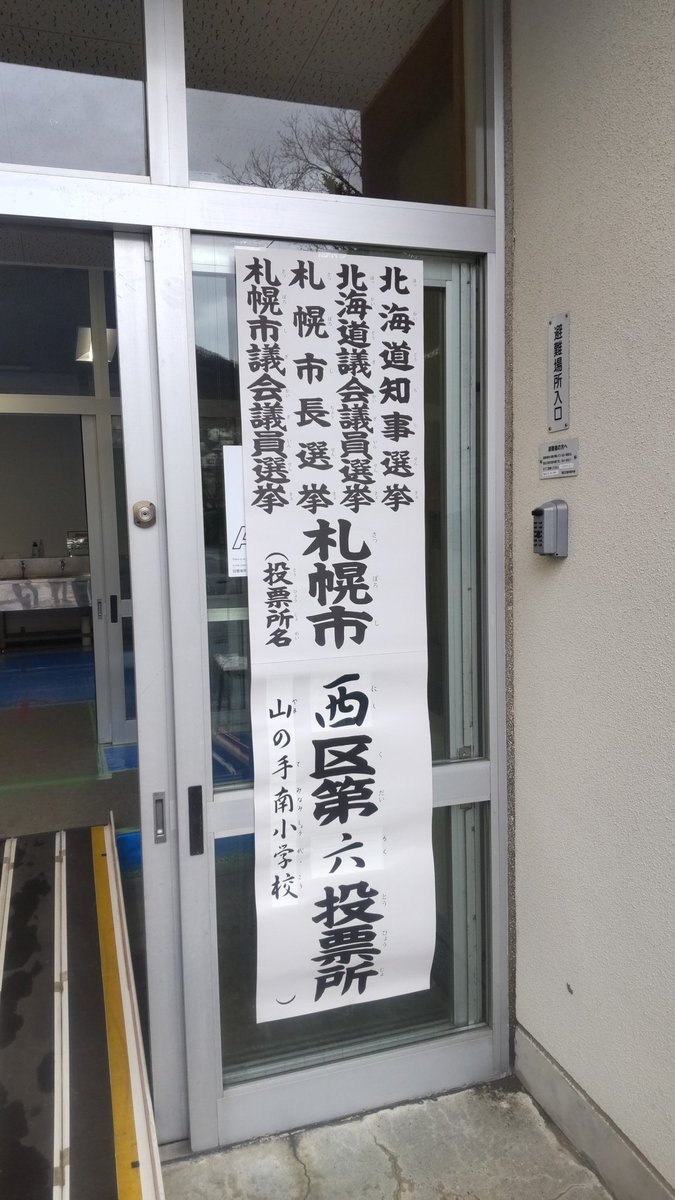 北海道知事選挙
北海道議会議員選挙
札幌市長選挙
札幌市議会議員選挙
札幌市
西区第六投票所
（投票所名
山の手南小学校
）
避難場所入口